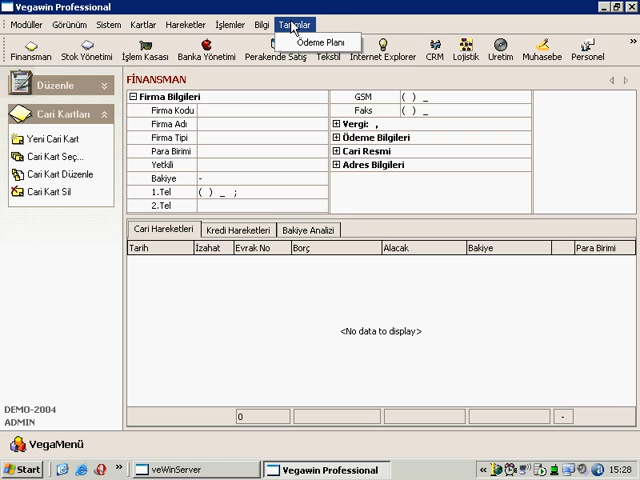 Vegawin Professional
Modüller Görünüm Sistem Kartlar Hareketler İşlemler Bilgi Tanımlar
Ödeme Planı
Finansman Stok Yönetimi İşlem Kasası Banka Yönetimi Perakende Satış Tekstil Internet Explorer CRM Lojistik Uretim Muhasebe Personel
Düzenle
Cari Kartları
Yeni Cari Kart
Cari Kart Seç...
Cari Kart Düzenle
Cari Kart Sil
FİNANSMAN
Firma Bilgileri
Firma Kodu
Firma Adı
Firma Tipi
Para Birimi
Yetkili
Bakiye -
1.Tel ( ) _ ;
2.Tel
GSM ( ) _
Faks ( ) _
Vergi: ,
Ödeme Bilgileri
Cari Resmi
Adres Bilgileri
Cari Hareketleri Kredi Hareketleri Bakiye Analizi
Tarih İzahat Evrak No Borç Alacak Bakiye Para Birimi
<No data to display>
0 -
DEMO-2004
ADMIN
VegaMenü
Start » veWinServer Vegawin Professional « 15:28